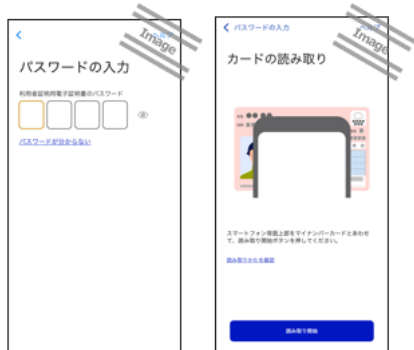 Image
パスワードの入力
利用者証明用電子証明書のパスワード
パスワードが分からない
パスワードの入力
Image
カードの読み取り
スマートフォン背面上部をマイナンバーカードとあわせ
て、読み取り開始ボタンを押してください。
読み取りかたを確認
読み取り開始